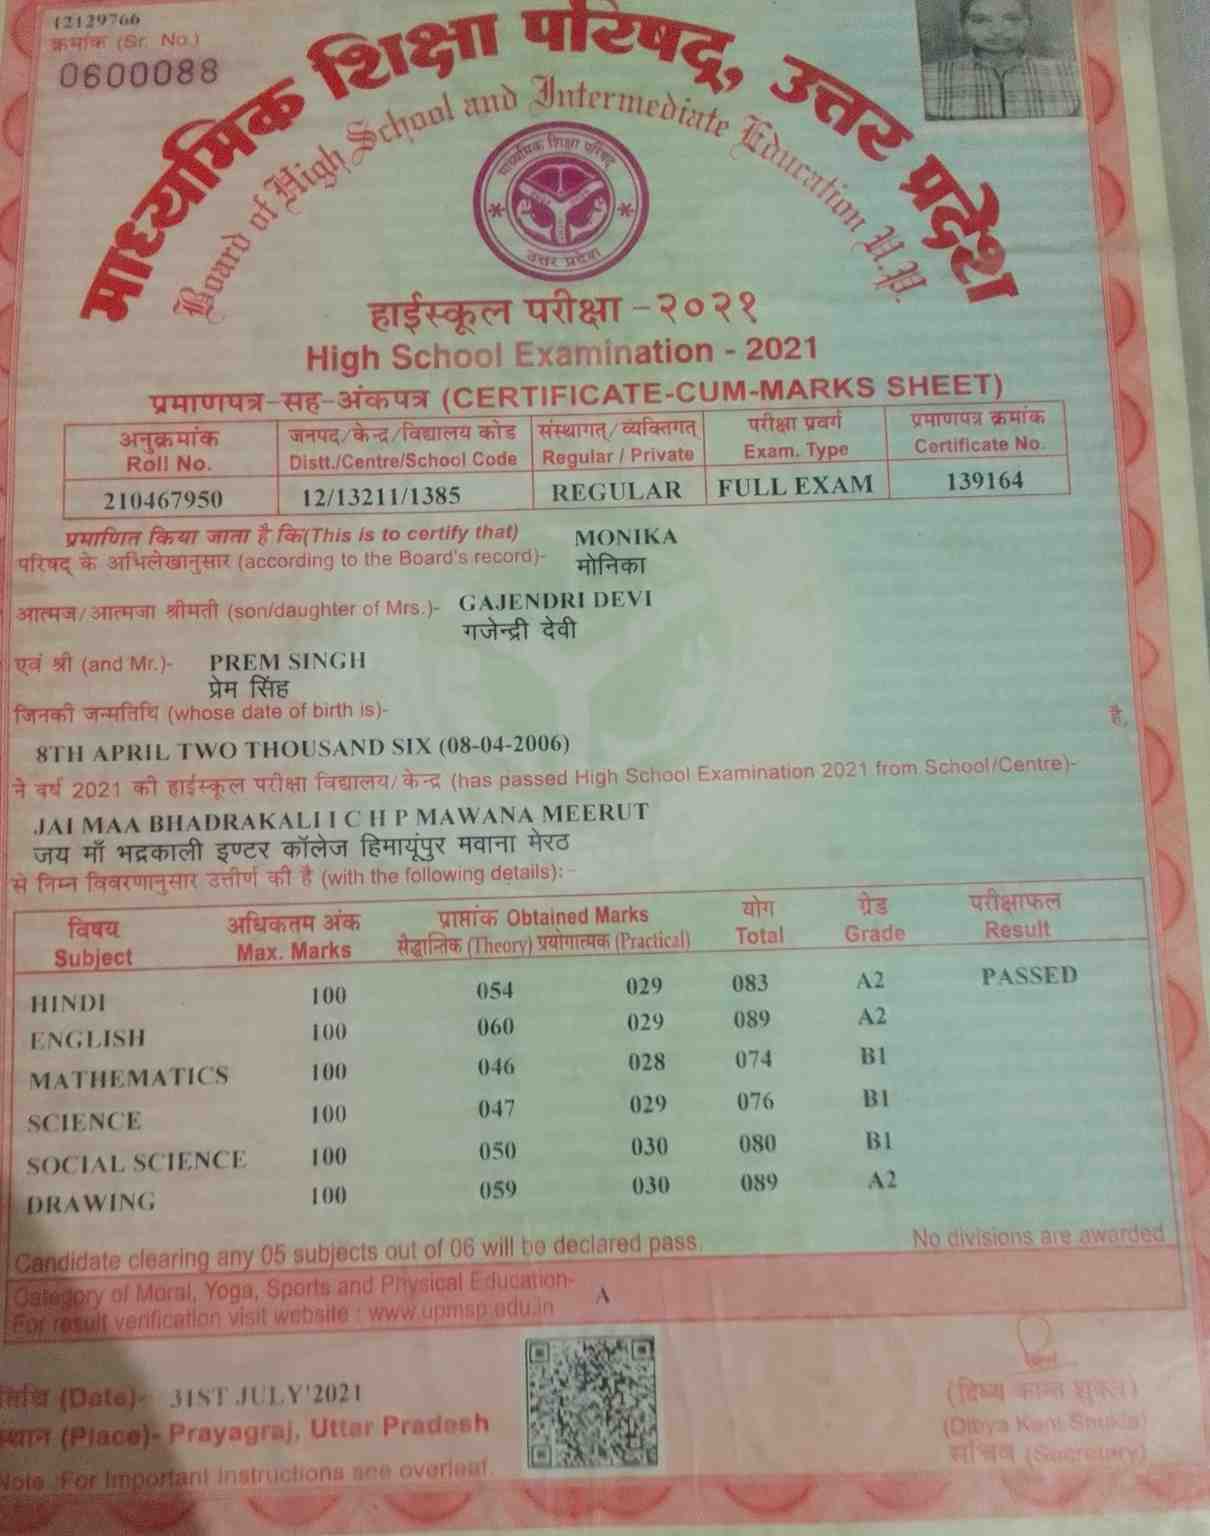 12129766
क्रमांक (Sr. No.)
0600088
माध्यमिक शिक्षा परिषद्, उत्तर प्रदेश
Board of High School and Intermediate Education U.P.
माध्यमिक शिक्षा परिषद्
उत्तर प्रदेश
हाईस्कूल परीक्षा - २०२१
High School Examination - 2021
प्रमाणपत्र-सह-अंकपत्र (CERTIFICATE-CUM-MARKS SHEET)
अनुक्रमांक जनपद/केन्द्र/विद्यालय कोड संस्थागत्/व्यक्तिगत् परीक्षा प्रवर्ग प्रमाणपत्र क्रमांक
Roll No. Distt./Centre/School Code Regular / Private Exam. Type Certificate No.
210467950 12/13211/1385 REGULAR FULL EXAM 139164
प्रमाणित किया जाता है कि(This is to certify that) MONIKA
परिषद् के अभिलेखानुसार (according to the Board's record)- मोनिका
आत्मज/आत्मजा श्रीमती (son/daughter of Mrs.)- GAJENDRI DEVI
गजेन्द्री देवी
एवं श्री (and Mr.)- PREM SINGH
प्रेम सिंह
जिनकी जन्मतिथि (whose date of birth is)- है,
8TH APRIL TWO THOUSAND SIX (08-04-2006)
ने वर्ष 2021 की हाईस्कूल परीक्षा विद्यालय/केन्द्र (has passed High School Examination 2021 from School/Centre)-
JAI MAA BHADRAKALI I C H P MAWANA MEERUT
जय माँ भद्रकाली इण्टर कॉलेज हिमायूंपुर मवाना मेरठ
से निम्न विवरणानुसार उत्तीर्ण की है (with the following details): -
विषय अधिकतम अंक प्राप्तांक Obtained Marks योग ग्रेड परीक्षाफल
Subject Max. Marks सैद्धान्तिक (Theory) प्रयोगात्मक (Practical) Total Grade Result
HINDI 100 054 029 083 A2 PASSED
ENGLISH 100 060 029 089 A2
MATHEMATICS 100 046 028 074 B1
SCIENCE 100 047 029 076 B1
SOCIAL SCIENCE 100 050 030 080 B1
DRAWING 100 059 030 089 A2
Candidate clearing any 05 subjects out of 06 will be declared pass. No divisions are awarded
Category of Moral, Yoga, Sports and Physical Education- A
For result verification visit website : www.upmsp.edu.in
तिथि (Date)- 31ST JULY'2021
स्थान (Place)- Prayagraj, Uttar Pradesh
Note :For Important Instructions see overleaf.
(दिव्य कान्त शुक्ल)
(Dibya Kant Shukla)
सचिव (Secretary)